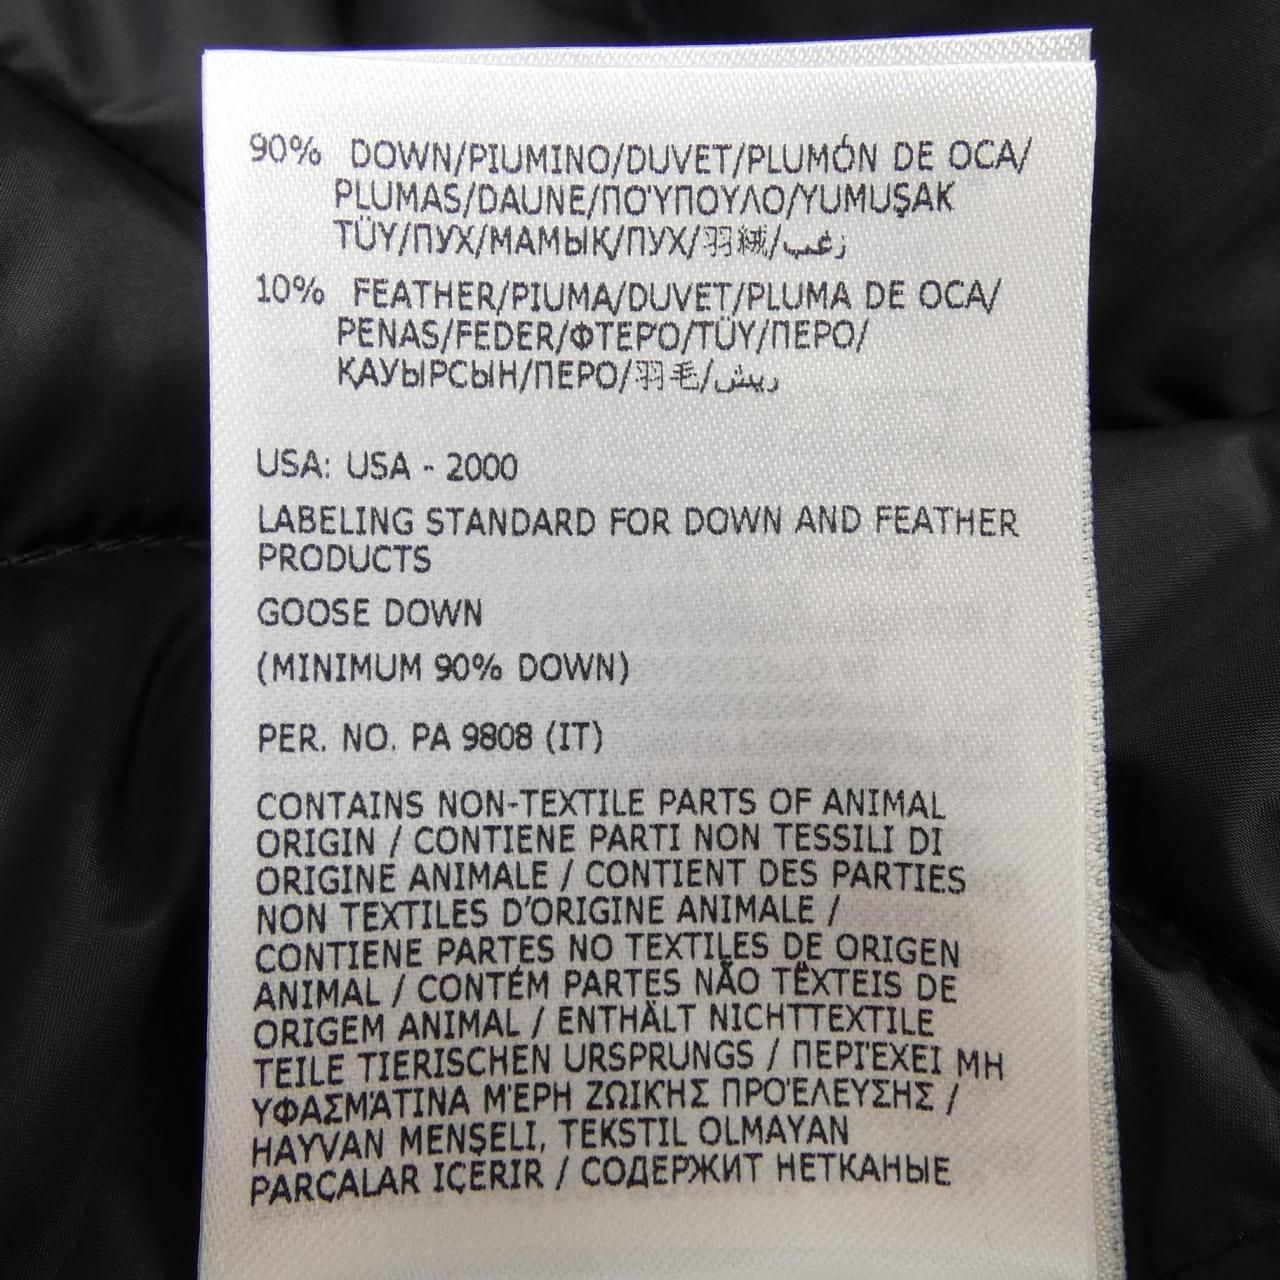 90% DOWN/PIUMINO/DUVET/PLUMÓN DE OCA/
PLUMAS/DAUNE/ΠΟΎΠΟΥΛΟ/YUMUŞAK
TÜY/ПУХ/МАМЫҚ/ПУХ/羽絨/زغب
10% FEATHER/PIUMA/DUVET/PLUMA DE OCA/
PENAS/FEDER/ΦΤΕΡΌ/TÜY/ПЕРО/
ҚАУЫРСЫН/ПЕРО/羽毛/ريش
USA: USA - 2000
LABELING STANDARD FOR DOWN AND FEATHER
PRODUCTS
GOOSE DOWN
(MINIMUM 90% DOWN)
PER. NO. PA 9808 (IT)
CONTAINS NON-TEXTILE PARTS OF ANIMAL
ORIGIN / CONTIENE PARTI NON TESSILI DI
ORIGINE ANIMALE / CONTIENT DES PARTIES
NON TEXTILES D'ORIGINE ANIMALE /
CONTIENE PARTES NO TEXTILES DE ORIGEN
ANIMAL / CONTÉM PARTES NÃO TÊXTEIS DE
ORIGEM ANIMAL / ENTHÄLT NICHTTEXTILE
TEILE TIERISCHEN URSPRUNGS / ΠΕΡΙΈΧΕΙ ΜΗ
ΥΦΑΣΜΆΤΙΝΑ ΜΈΡΗ ΖΩΙΚΉΣ ΠΡΟΈΛΕΥΣΗΣ /
HAYVAN MENŞELI, TEKSTIL OLMAYAN
PARÇALAR IÇERIR / СОДЕРЖИТ НЕТКАНЫЕ